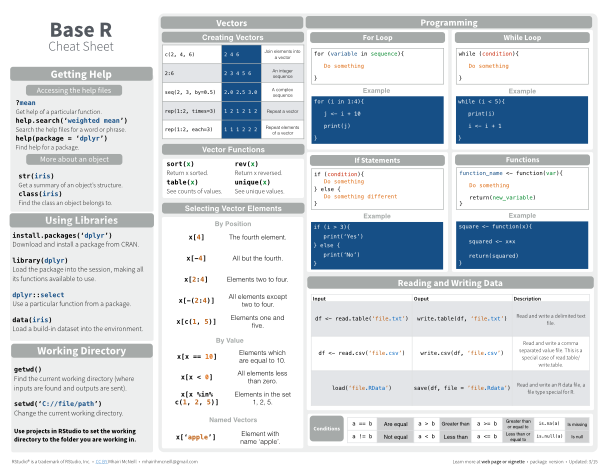 Base R
Cheat Sheet
Getting Help
Accessing the help files
?mean
Get help of a particular function.
help.search('weighted mean')
Search the help files for a word or phrase.
help(package = 'dplyr')
Find help for a package.
More about an object
str(iris)
Get a summary of an object's structure.
class(iris)
Find the class an object belongs to.
Using Libraries
install.packages('dplyr')
Download and install a package from CRAN.
library(dplyr)
Load the package into the session, making all
its functions available to use.
dplyr::select
Use a particular function from a package.
data(iris)
Load a build-in dataset into the environment.
Working Directory
getwd()
Find the current working directory (where
inputs are found and outputs are sent).
setwd('C://file/path')
Change the current working directory.
Use projects in RStudio to set the working
directory to the folder you are working in.
Vectors
Creating Vectors
c(2, 4, 6) 2 4 6 Join elements into
a vector
2:6 2 3 4 5 6 An integer
sequence
seq(2, 3, by=0.5) 2.0 2.5 3.0 A complex
sequence
rep(1:2, times=3) 1 2 1 2 1 2 Repeat a vector
rep(1:2, each=3) 1 1 1 2 2 2 Repeat elements
of a vector
Vector Functions
sort(x) rev(x)
Return x sorted. Return x reversed.
table(x) unique(x)
See counts of values. See unique values.
Selecting Vector Elements
By Position
x[4] The fourth element.
x[-4] All but the fourth.
x[2:4] Elements two to four.
x[-(2:4)] All elements except
two to four.
x[c(1, 5)] Elements one and
five.
By Value
x[x == 10] Elements which
are equal to 10.
x[x < 0] All elements less
than zero.
x[x %in%
c(1, 2, 5)] Elements in the set
1, 2, 5.
Named Vectors
x['apple'] Element with
name 'apple'.
Programming
For Loop
for (variable in sequence){
Do something
}
Example
for (i in 1:4){
j <- i + 10
print(j)
}
While Loop
while (condition){
Do something
}
Example
while (i < 5){
print(i)
i <- i + 1
}
If Statements
if (condition){
Do something
} else {
Do something different
}
Example
if (i > 3){
print('Yes')
} else {
print('No')
}
Functions
function_name <- function(var){
Do something
return(new_variable)
}
Example
square <- function(x){
squared <- x*x
return(squared)
}
Reading and Writing Data
Input Ouput Description
df <- read.table('file.txt') write.table(df, 'file.txt') Read and write a delimited text
file.
df <- read.csv('file.csv') write.csv(df, 'file.csv') Read and write a comma
separated value file. This is a
special case of read.table/
write.table.
load('file.RData') save(df, file = 'file.Rdata') Read and write an R data file, a
file type special for R.
Conditions
a == b Are equal a > b Greater than a >= b Greater than
or equal to is.na(a) Is missing
a != b Not equal a < b Less than a <= b Less than or
equal to is.null(a) Is null
RStudio® is a trademark of RStudio, Inc. • CC BY Mhairi McNeill • mhairihmcneill@gmail.com
Learn more at web page or vignette • package version • Updated: 3/15